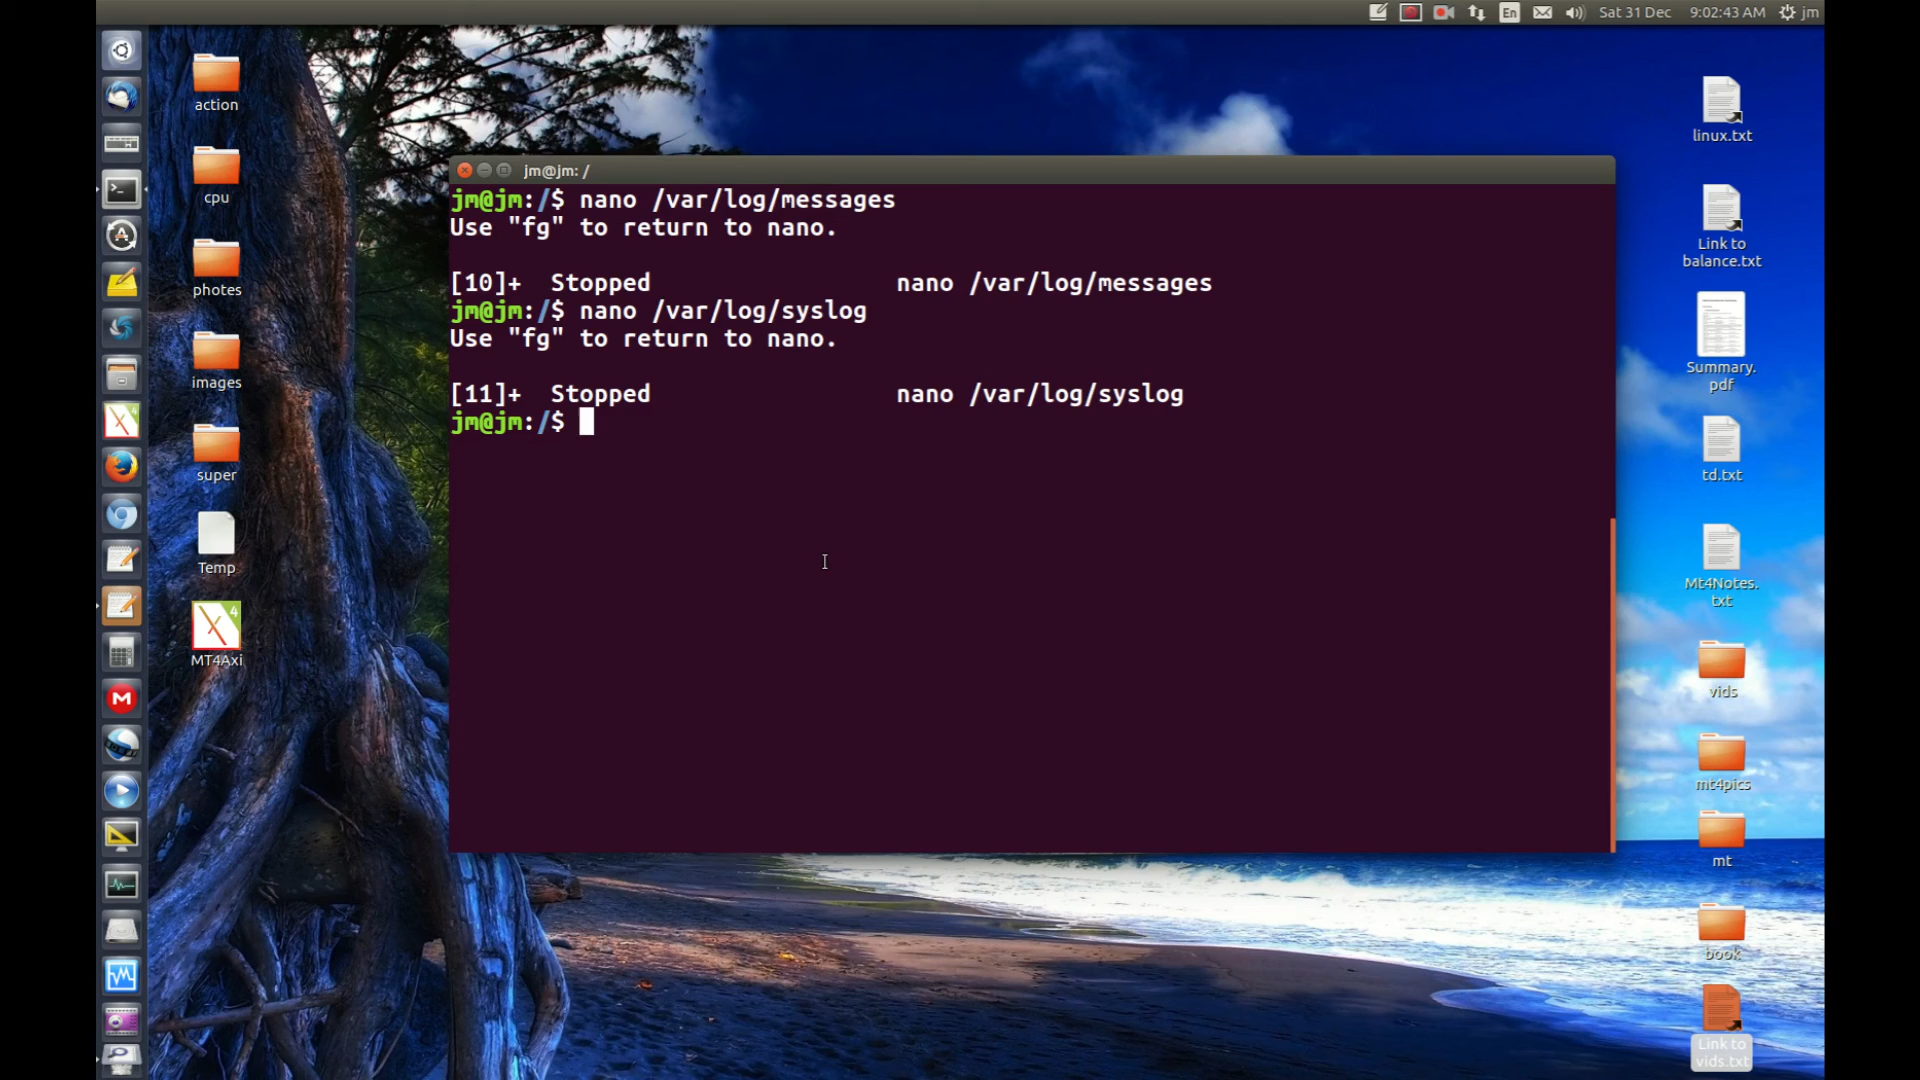 En
Sat 31 Dec
9:02:43 AM
jm
action
cpu
photes
images
super
Temp
4
MT4Axi
4
M
jm@jm: /
jm@jm:/$ nano /var/log/messages
Use "fg" to return to nano.
[10]+ Stopped nano /var/log/messages
jm@jm:/$ nano /var/log/syslog
Use "fg" to return to nano.
[11]+ Stopped nano /var/log/syslog
jm@jm:/$
linux.txt
Link to
balance.txt
Summary.
pdf
td.txt
Mt4Notes.
txt
vids
mt4pics
mt
book
Link to
vids.txt